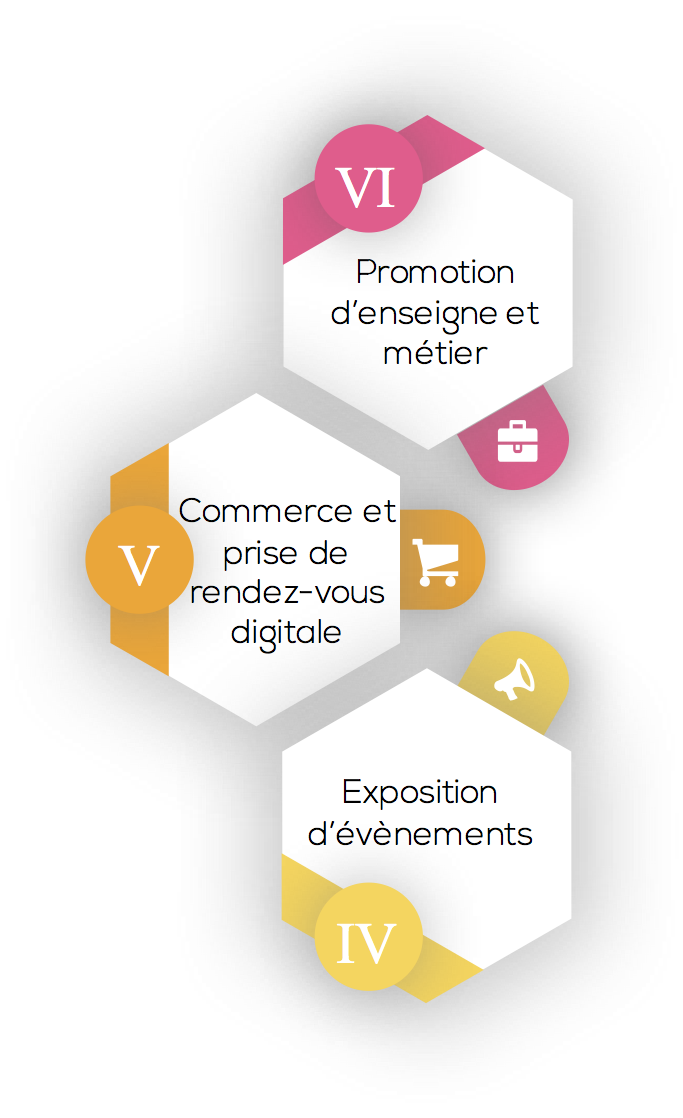 VI
Promotion
d’enseigne et
métier
V
Commerce et
prise de
rendez-vous
digitale
Exposition
d’évènements
IV